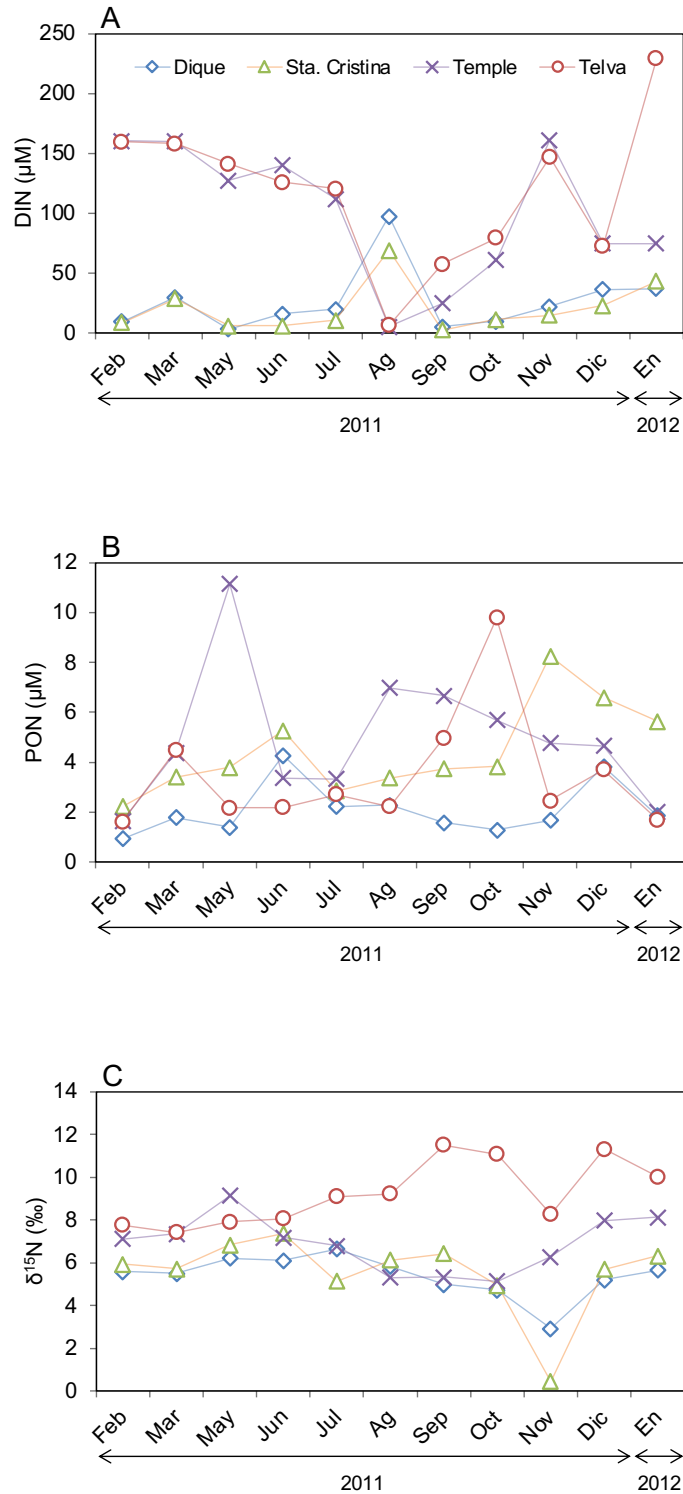 A
250
200
150
100
50
0
DIN (µM)
Dique Sta. Cristina Temple Telva
Feb Mar May Jun Jul Ag Sep Oct Nov Dic En
2011 2012
B
12
10
8
6
4
2
0
PON (µM)
Feb Mar May Jun Jul Ag Sep Oct Nov Dic En
2011 2012
C
14
12
10
8
6
4
2
0
δ¹⁵N (‰)
Feb Mar May Jun Jul Ag Sep Oct Nov Dic En
2011 2012